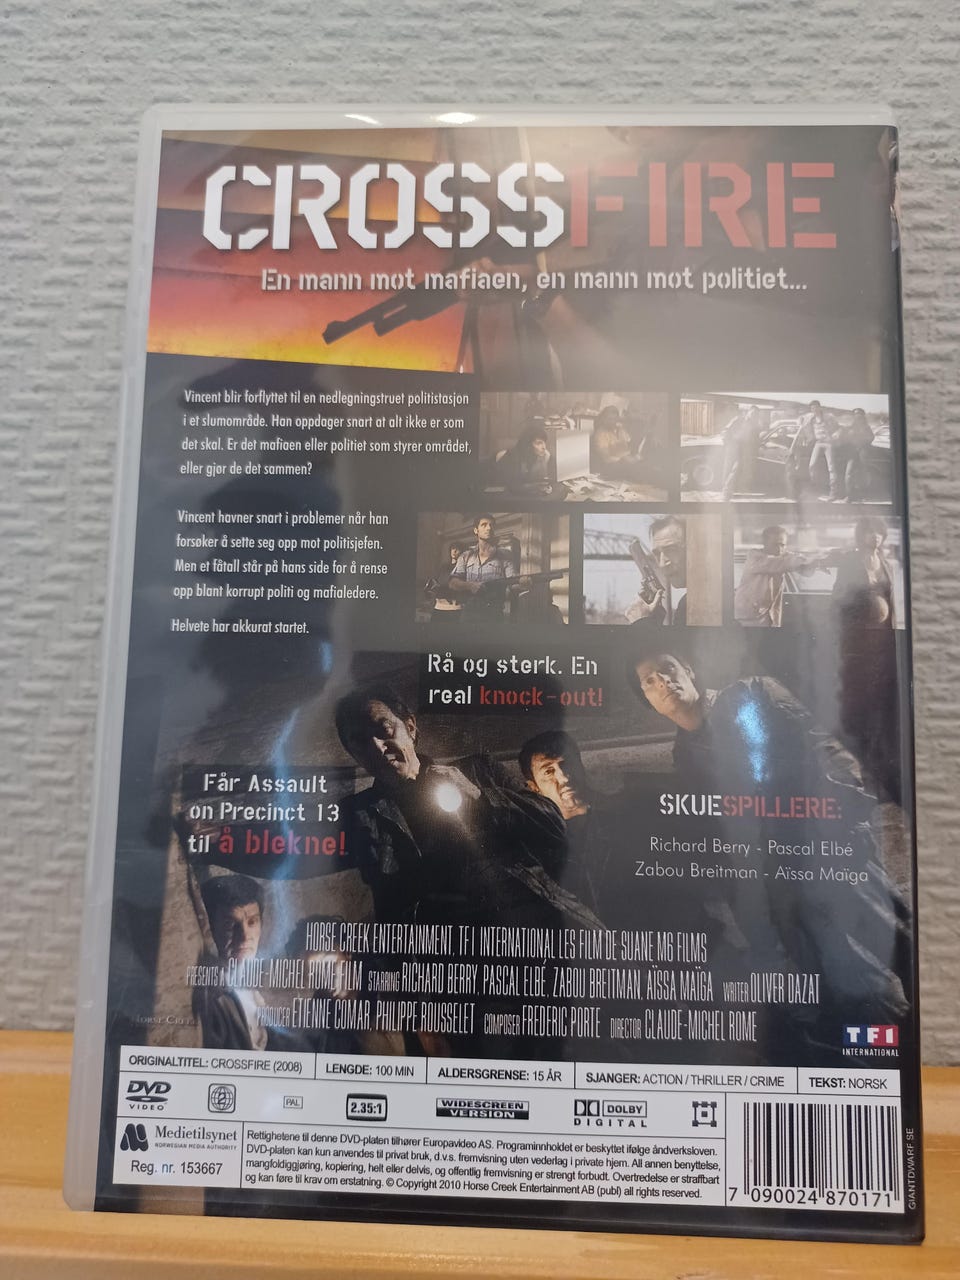 CROSSFIRE
En mann mot mafiaen, en mann mot politiet...
Vincent blir forflyttet til en nedlegningstruet politistasjon
i et slumområde. Han oppdager snart at alt ikke er som
det skal. Er det mafiaen eller politiet som styrer området,
eller gjør de det sammen?
Vincent havner snart i problemer når han
forsøker å sette seg opp mot politisjefen.
Men et fåtall står på hans side for å rense
opp blant korrupt politi og mafialedere.
Helvete har akkurat startet.
Rå og sterk. En
real knock-out!
Får Assault
on Precinct 13
til å blekne!
SKUESPILLERE:
Richard Berry - Pascal Elbé
Zabou Breitman - Aïssa Maïga
HORSE CREEK ENTERTAINMENT, TF1 INTERNATIONAL LES FILM DE SUANE M6 FILMS
PRESENTS A CLAUDE-MICHEL ROME FILM STARRING RICHARD BERRY, PASCAL ELBÉ, ZABOU BREITMAN, AÏSSA MAÏGA WRITER OLIVER DAZAT
PRODUCER ETIENNE COMAR, PHILIPPE ROUSSELET COMPOSER FREDERIC PORTE DIRECTOR CLAUDE-MICHEL ROME
HORSE CREEK
TF1
INTERNATIONAL
ORIGINALTITEL: CROSSFIRE (2008) LENGDE: 100 MIN ALDERSGRENSE: 15 ÅR SJANGER: ACTION / THRILLER / CRIME TEKST: NORSK
DVD
VIDEO
2
PAL
2.35:1
WIDESCREEN
VERSION
DOLBY
DIGITAL
Medietilsynet
NORWEGIAN MEDIA AUTHORITY
Reg. nr. 153667
Rettighetene til denne DVD-platen tilhører Europavideo AS. Programinnholdet er beskyttet ifølge åndverksloven.
DVD-platen kan kun anvendes til privat bruk, d.v.s. fremvisning uten vederlag i private hjem. All annen benyttelse,
mangfoldiggjøring, kopiering, helt eller delvis, og offentlig fremvisning er strengt forbudt. Overtredelse er straffbart
og kan føre til krav om erstatning. © Copyright 2010 Horse Creek Entertainment AB (publ) all rights reserved.
7 090024 870171
GIANTDWARF.SE